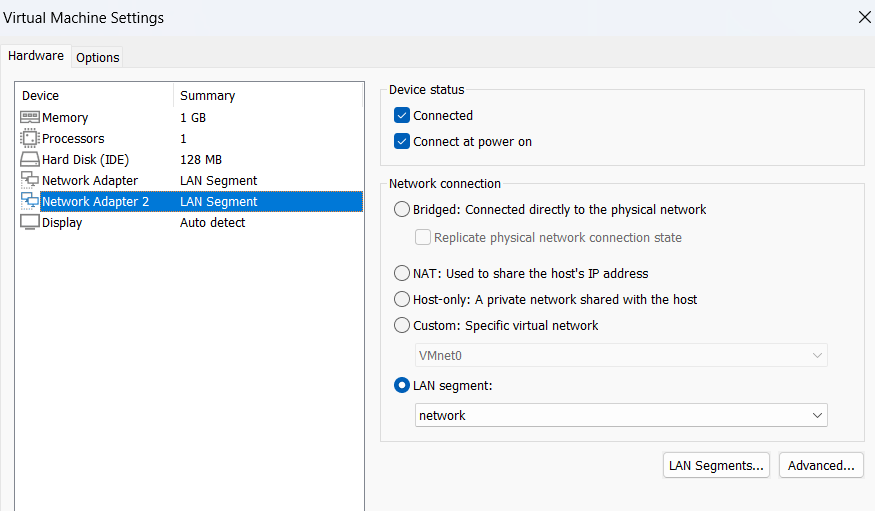 Virtual Machine Settings
Hardware
Options
Device Summary
Memory 1 GB
Processors 1
Hard Disk (IDE) 128 MB
Network Adapter LAN Segment
Network Adapter 2 LAN Segment
Display Auto detect
Device status
Connected
Connect at power on
Network connection
Bridged: Connected directly to the physical network
Replicate physical network connection state
NAT: Used to share the host's IP address
Host-only: A private network shared with the host
Custom: Specific virtual network
VMnet0
LAN segment:
network
LAN Segments...
Advanced...